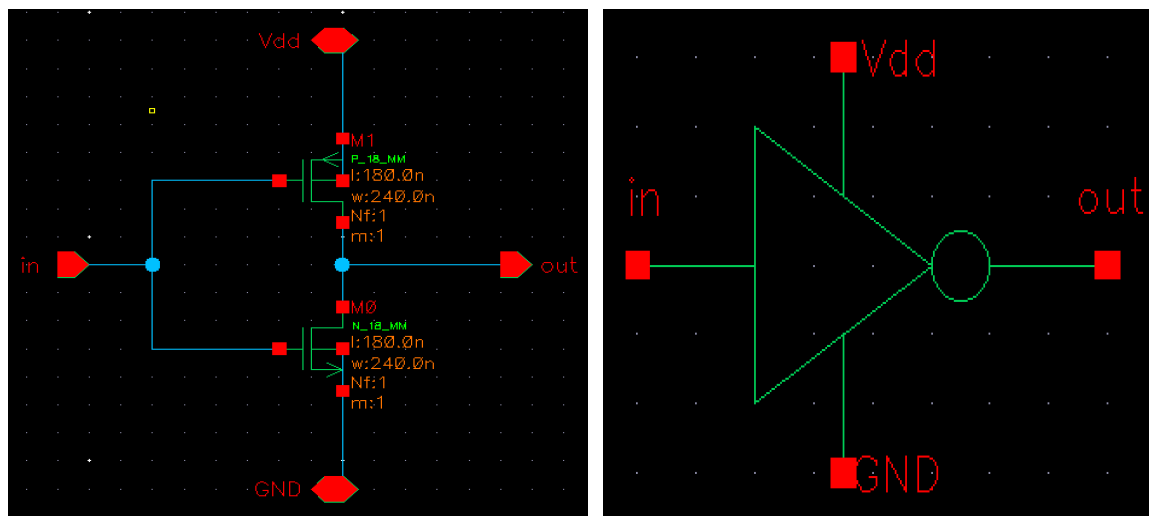 Vdd
M1
P_18_MM
l:180.0n
w:240.0n
Nf:1
m:1
in
out
M0
N_18_MM
l:180.0n
w:240.0n
Nf:1
m:1
GND
Vdd
in
out
GND